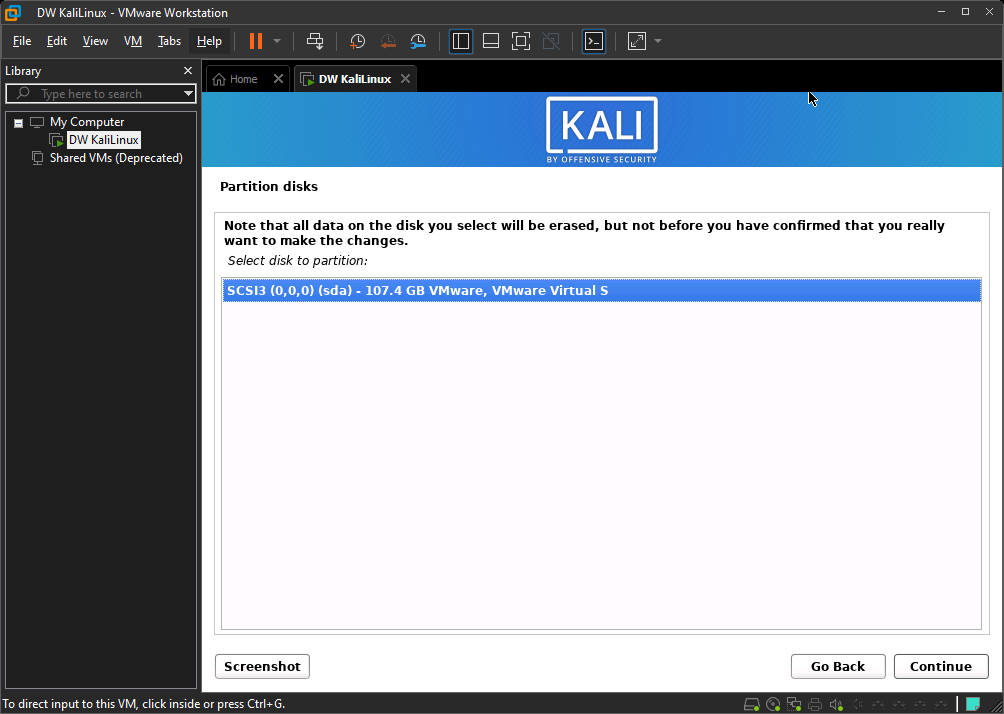 DW KaliLinux - VMware Workstation
File Edit View VM Tabs Help
Library
Home
DW KaliLinux
Type here to search
My Computer
DW KaliLinux
Shared VMs (Deprecated)
KALI
BY OFFENSIVE SECURITY
Partition disks
Note that all data on the disk you select will be erased, but not before you have confirmed that you really
want to make the changes.
Select disk to partition:
SCSI3 (0,0,0) (sda) - 107.4 GB VMware, VMware Virtual S
Screenshot
Go Back
Continue
To direct input to this VM, click inside or press Ctrl+G.